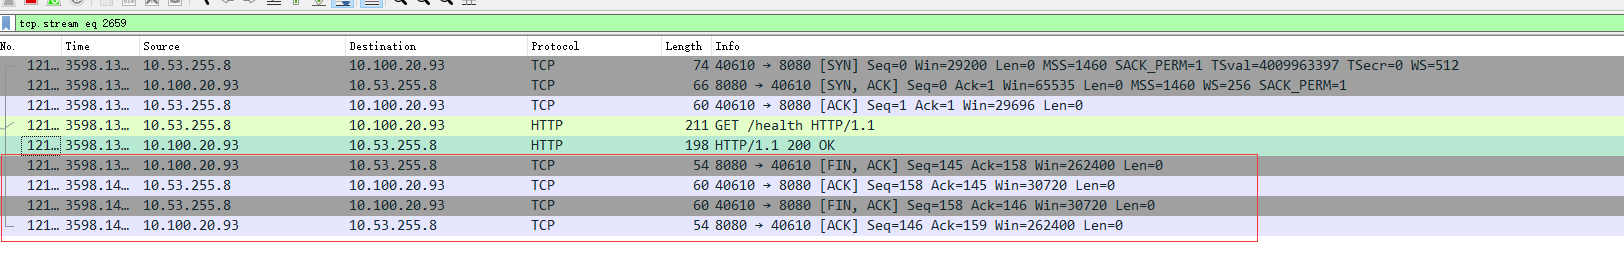 tcp.stream eq 2659
No. Time Source Destination Protocol Length Info
121… 3598.13… 10.53.255.8 10.100.20.93 TCP 74 40610 → 8080 [SYN] Seq=0 Win=29200 Len=0 MSS=1460 SACK_PERM=1 TSval=4009963397 TSecr=0 WS=512
121… 3598.13… 10.100.20.93 10.53.255.8 TCP 66 8080 → 40610 [SYN, ACK] Seq=0 Ack=1 Win=65535 Len=0 MSS=1460 WS=256 SACK_PERM=1
121… 3598.13… 10.53.255.8 10.100.20.93 TCP 60 40610 → 8080 [ACK] Seq=1 Ack=1 Win=29696 Len=0
121… 3598.13… 10.53.255.8 10.100.20.93 HTTP 211 GET /health HTTP/1.1
121… 3598.13… 10.100.20.93 10.53.255.8 HTTP 198 HTTP/1.1 200 OK
121… 3598.13… 10.100.20.93 10.53.255.8 TCP 54 8080 → 40610 [FIN, ACK] Seq=145 Ack=158 Win=262400 Len=0
121… 3598.14… 10.53.255.8 10.100.20.93 TCP 60 40610 → 8080 [ACK] Seq=158 Ack=145 Win=30720 Len=0
121… 3598.14… 10.53.255.8 10.100.20.93 TCP 60 40610 → 8080 [FIN, ACK] Seq=158 Ack=146 Win=30720 Len=0
121… 3598.14… 10.100.20.93 10.53.255.8 TCP 54 8080 → 40610 [ACK] Seq=146 Ack=159 Win=262400 Len=0